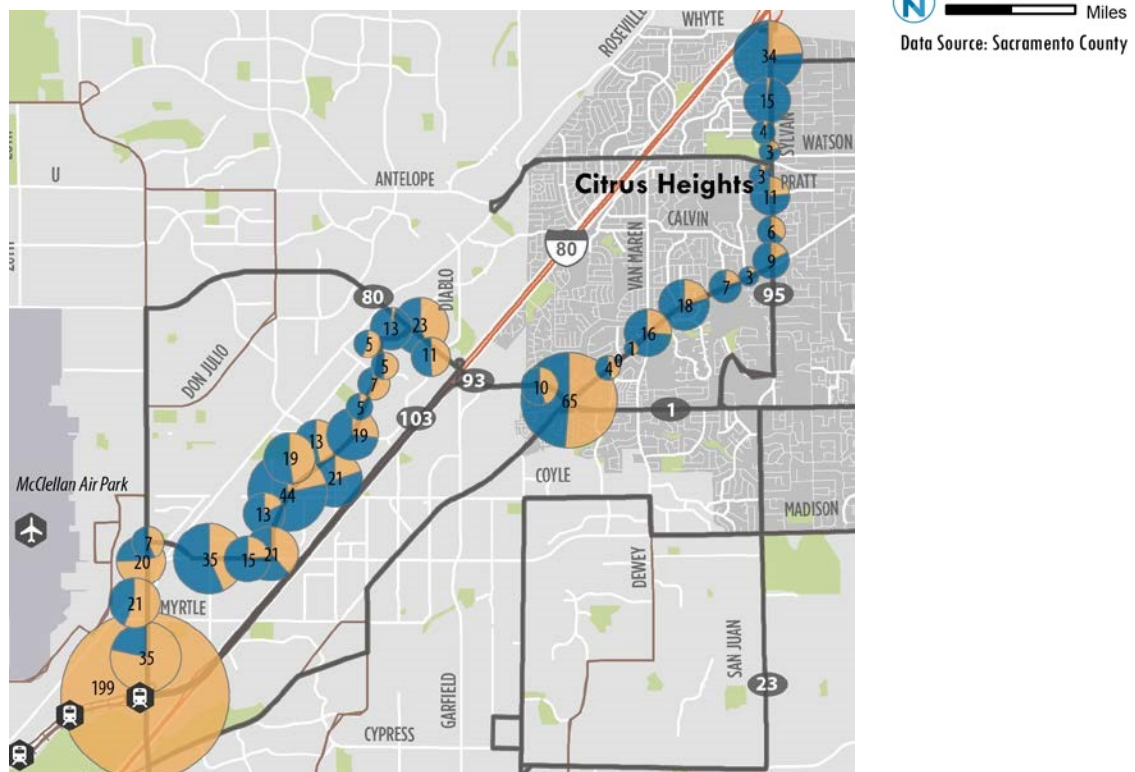 N
Miles
Data Source: Sacramento County
WHYTE
ROSEVILLE
34
15
4
SYLVAN
WATSON
3
3
PRATT
11
ANTELOPE
Citrus Heights
U
CALVIN
6
80
VAN MAREN
9
3
7
95
80
DIABLO
18
13
23
16
5
11
1
0
4
5
93
7
10
65
DON JULIO
5
103
1
19
13
19
21
COYLE
McClellan Air Park
44
13
MADISON
7
35
15
21
20
DEWEY
21
MYRTLE
35
SAN JUAN
199
23
GARFIELD
CYPRESS